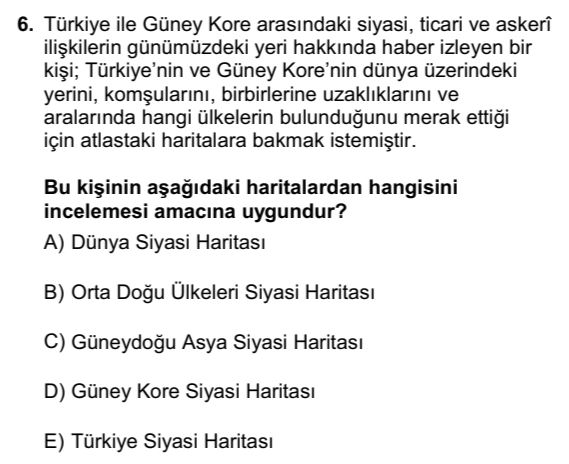 6. Türkiye ile Güney Kore arasındaki siyasi, ticari ve askerî
ilişkilerin günümüzdeki yeri hakkında haber izleyen bir
kişi; Türkiye’nin ve Güney Kore’nin dünya üzerindeki
yerini, komşularını, birbirlerine uzaklıklarını ve
aralarında hangi ülkelerin bulunduğunu merak ettiği
için atlastaki haritalara bakmak istemiştir.
Bu kişinin aşağıdaki haritalardan hangisini
incelemesi amacına uygundur?
A) Dünya Siyasi Haritası
B) Orta Doğu Ülkeleri Siyasi Haritası
C) Güneydoğu Asya Siyasi Haritası
D) Güney Kore Siyasi Haritası
E) Türkiye Siyasi Haritası